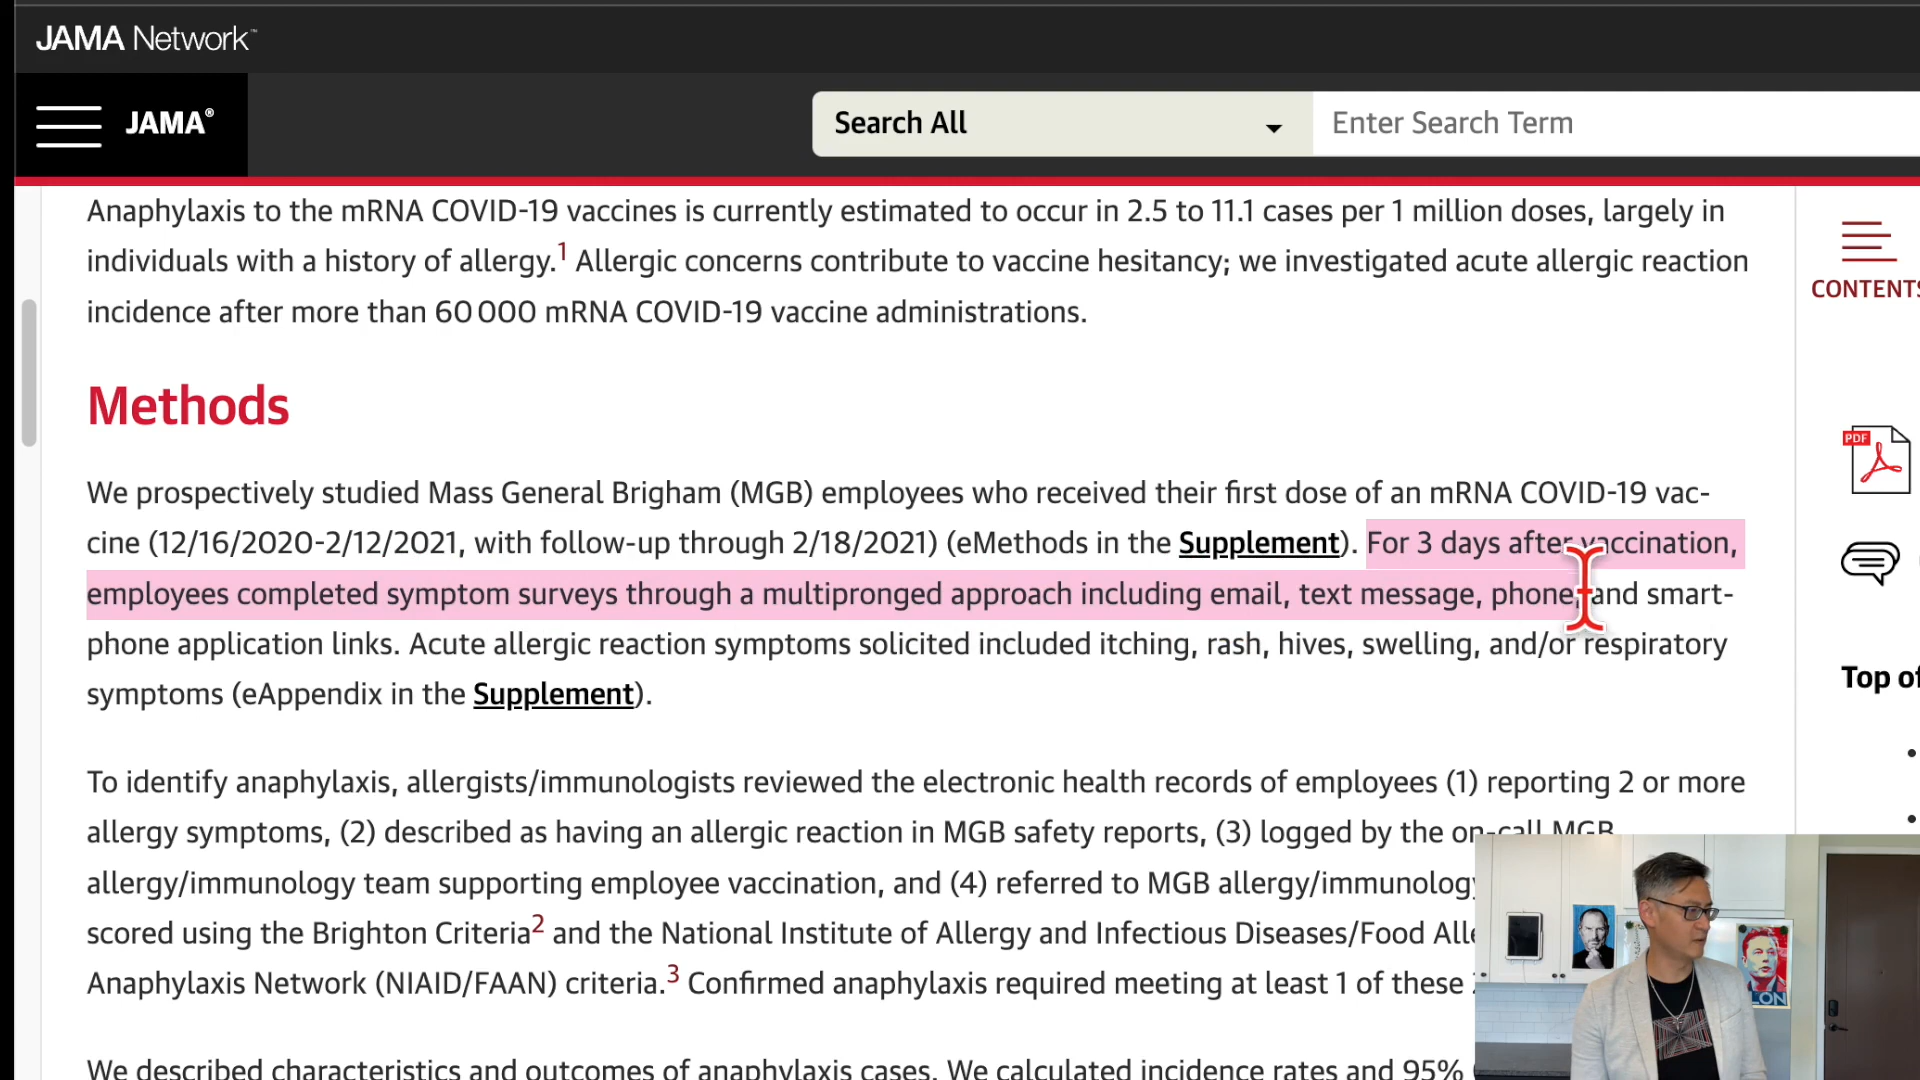 JAMA Network™
JAMA®
Search All
Enter Search Term
Anaphylaxis to the mRNA COVID-19 vaccines is currently estimated to occur in 2.5 to 11.1 cases per 1 million doses, largely in
individuals with a history of allergy.1 Allergic concerns contribute to vaccine hesitancy; we investigated acute allergic reaction
incidence after more than 60 000 mRNA COVID-19 vaccine administrations.
CONTENTS
Methods
PDF
We prospectively studied Mass General Brigham (MGB) employees who received their first dose of an mRNA COVID-19 vac-
cine (12/16/2020-2/12/2021, with follow-up through 2/18/2021) (eMethods in the Supplement). For 3 days after vaccination,
employees completed symptom surveys through a multipronged approach including email, text message, phone, and smart-
phone application links. Acute allergic reaction symptoms solicited included itching, rash, hives, swelling, and/or respiratory
symptoms (eAppendix in the Supplement).
Top of
To identify anaphylaxis, allergists/immunologists reviewed the electronic health records of employees (1) reporting 2 or more
allergy symptoms, (2) described as having an allergic reaction in MGB safety reports, (3) logged by the on-call MGB
allergy/immunology team supporting employee vaccination, and (4) referred to MGB allergy/immunology
scored using the Brighton Criteria2 and the National Institute of Allergy and Infectious Diseases/Food Alle
Anaphylaxis Network (NIAID/FAAN) criteria.3 Confirmed anaphylaxis required meeting at least 1 of these
LON
We described characteristics and outcomes of anaphylaxis cases. We calculated incidence rates and 95%